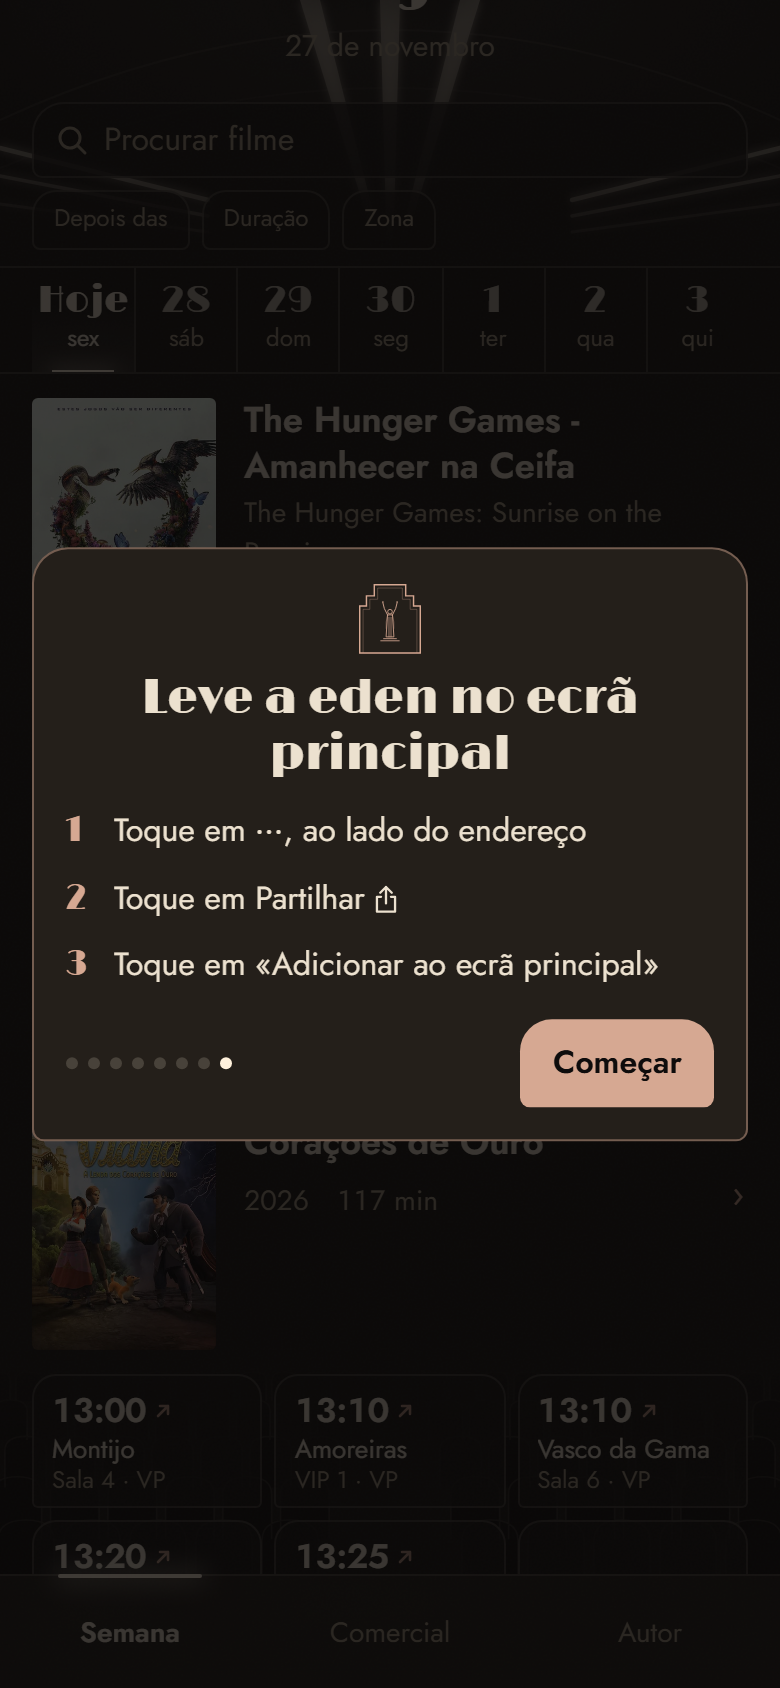 27 de novembro
Procurar filme
Depois das
Duração
Zona
Hoje 28 29 30 1 2 3
sex sáb dom seg ter qua qui
The Hunger Games -
Amanhecer na Ceifa
The Hunger Games: Sunrise on the
Leve a eden no ecrã
principal
1 Toque em ···, ao lado do endereço
2 Toque em Partilhar
3 Toque em «Adicionar ao ecrã principal»
Começar
Corações de Ouro
2026 117 min
13:00 13:10 13:10
Montijo Amoreiras Vasco da Gama
Sala 4 · VP VIP 1 · VP Sala 6 · VP
13:20 13:25
Semana Comercial Autor